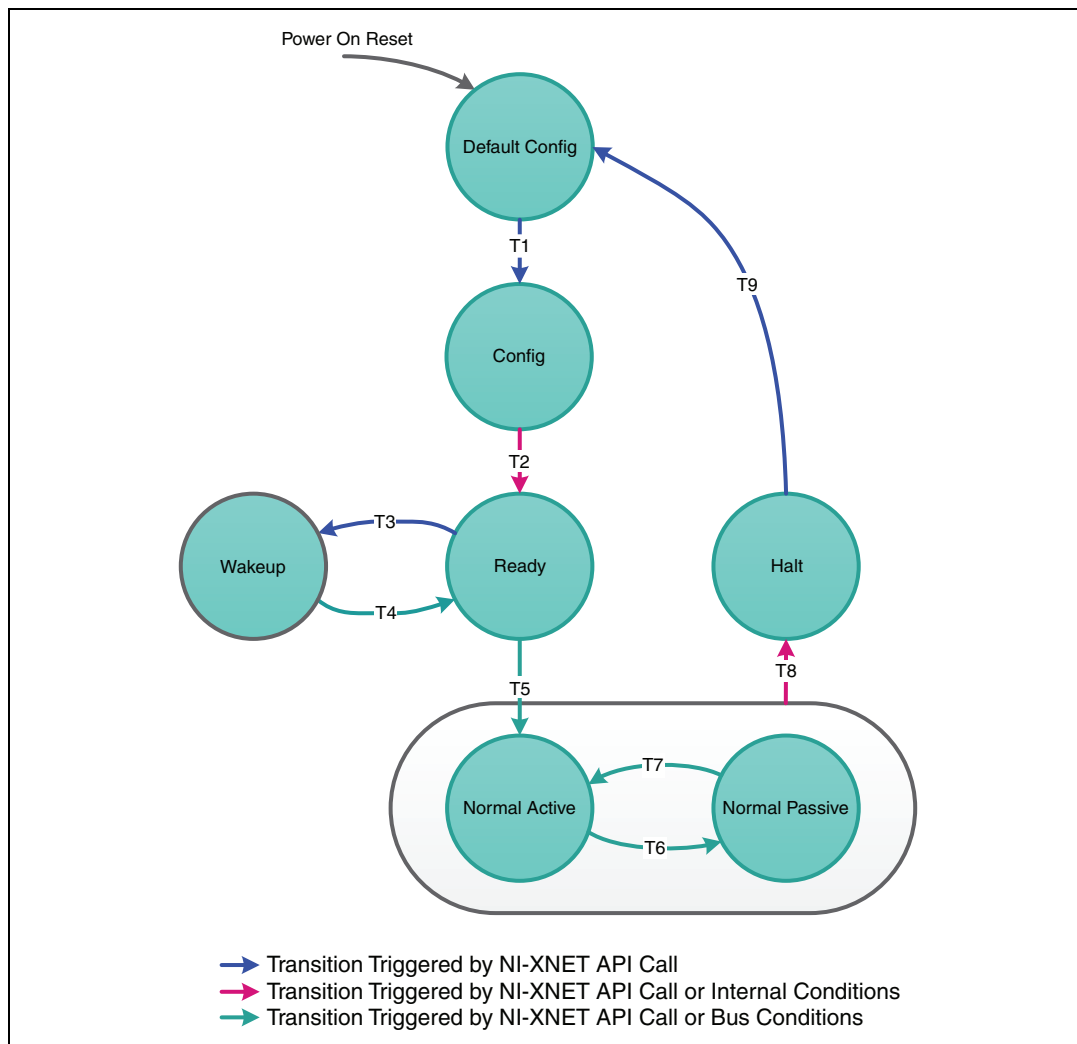 Power On Reset
Default Config
T1
T9
Config
T2
T3
Wakeup
Ready
Halt
T4
T8
T5
T7
Normal Active
Normal Passive
T6
Transition Triggered by NI-XNET API Call
Transition Triggered by NI-XNET API Call or Internal Conditions
Transition Triggered by NI-XNET API Call or Bus Conditions